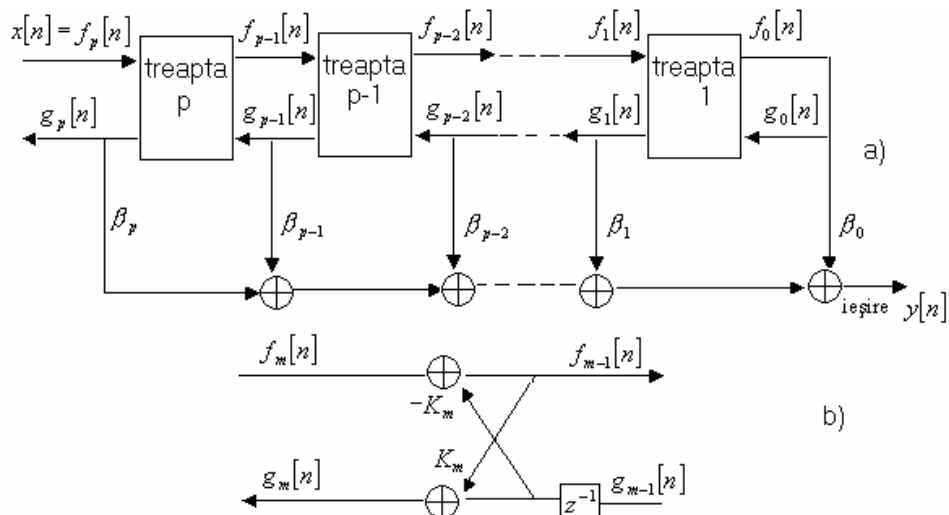 x[n] = f_p[n]
f_{p-1}[n]
f_{p-2}[n]
f_1[n]
f_0[n]
treapta
p
treapta
p-1
treapta
1
g_p[n]
g_{p-1}[n]
g_{p-2}[n]
g_1[n]
g_0[n]
a)
β_p
β_{p-1}
β_{p-2}
β_1
β_0
ieşire
y[n]
f_m[n]
f_{m-1}[n]
-K_m
b)
K_m
g_m[n]
z^{-1}
g_{m-1}[n]